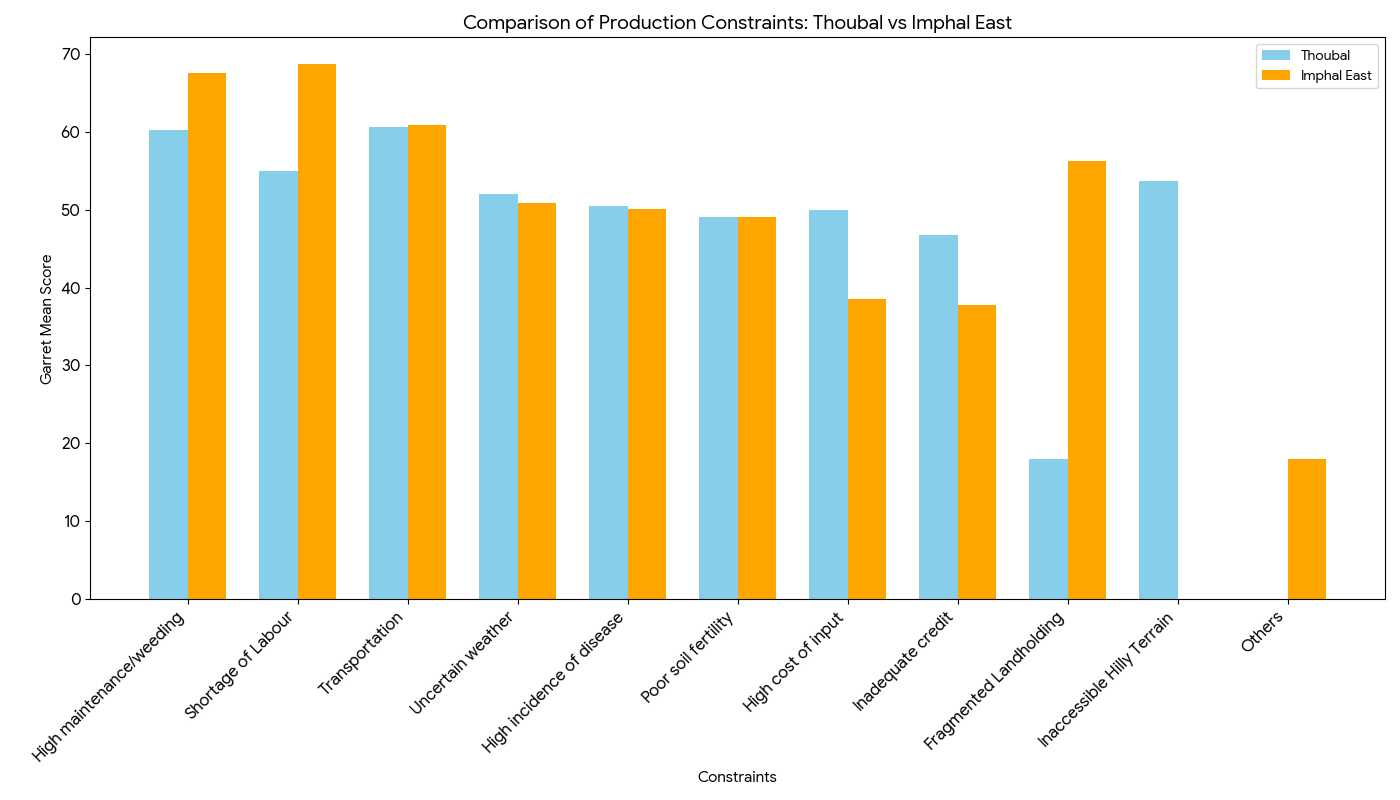 Comparison of Production Constraints: Thoubal vs Imphal East
Thoubal
Imphal East
Garret Mean Score
70
60
50
40
30
20
10
0
High maintenance/weeding
Shortage of Labour
Transportation
Uncertain weather
High incidence of disease
Poor soil fertility
High cost of input
Inadequate credit
Fragmented Landholding
Inaccessible Hilly Terrain
Others
Constraints